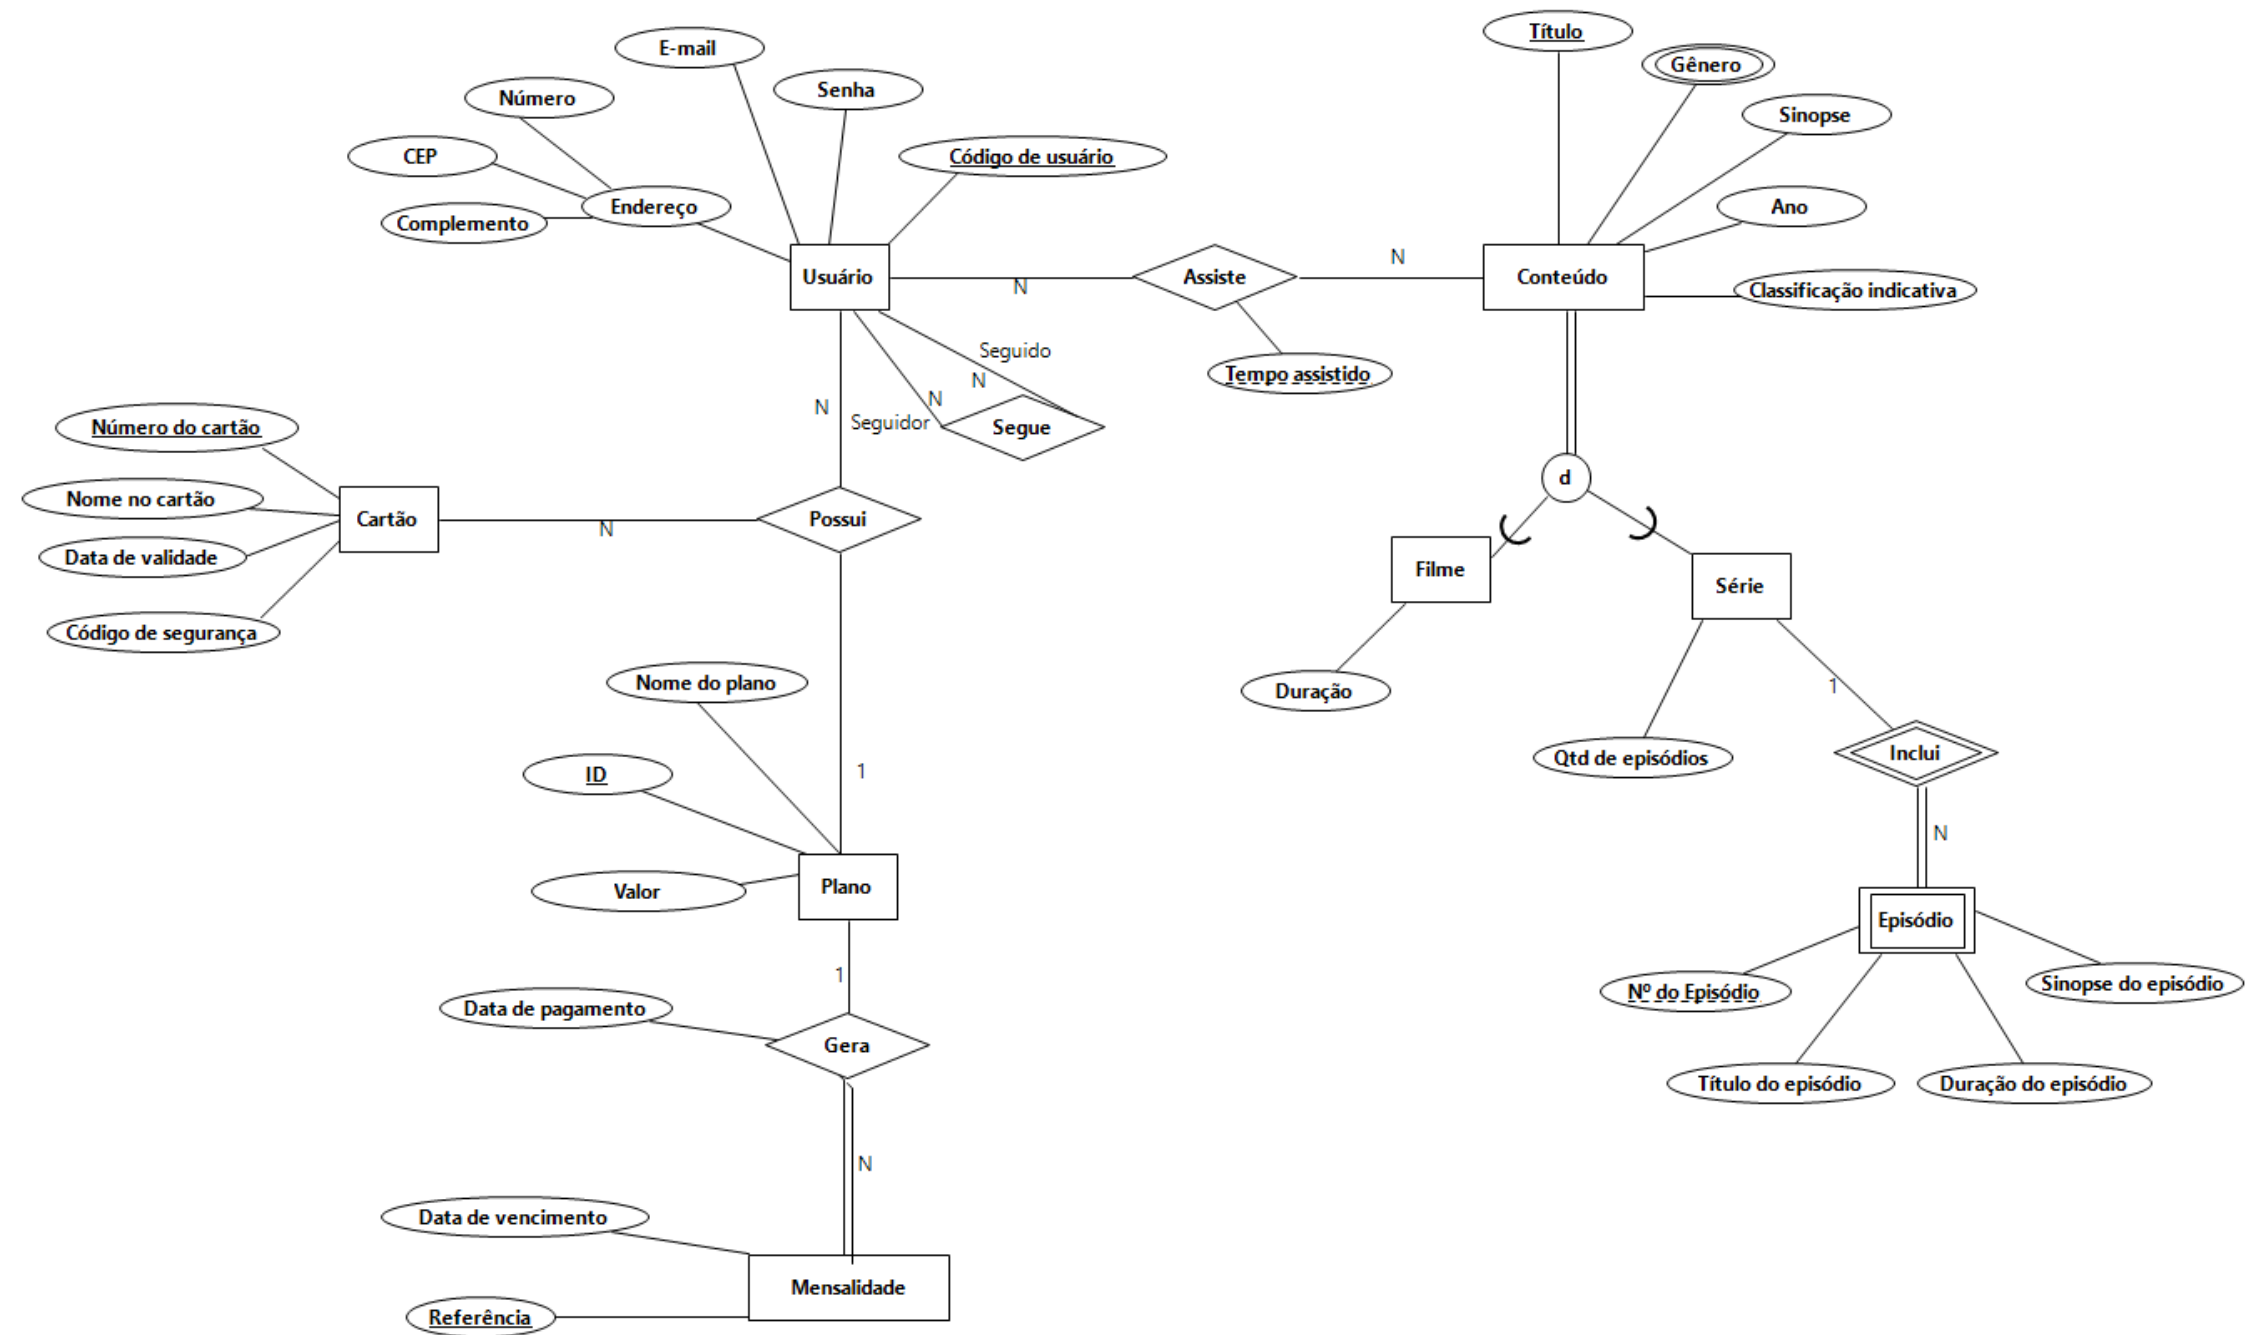 Título
E-mail
Gênero
Senha
Número
Sinopse
CEP
Código de usuário
Endereço
Ano
Complemento
Usuário
N
Assiste
N
Conteúdo
Classificação indicativa
Seguido
Tempo assistido
N
N
N
Seguidor
Segue
Número do cartão
d
Nome no cartão
Cartão
N
Possui
Data de validade
Filme
Série
Código de segurança
Nome do plano
Duração
1
Qtd de episódios
Inclui
ID
1
N
Valor
Plano
Episódio
1
Nº do Episódio
Sinopse do episódio
Data de pagamento
Gera
Título do episódio
Duração do episódio
N
Data de vencimento
Mensalidade
Referência